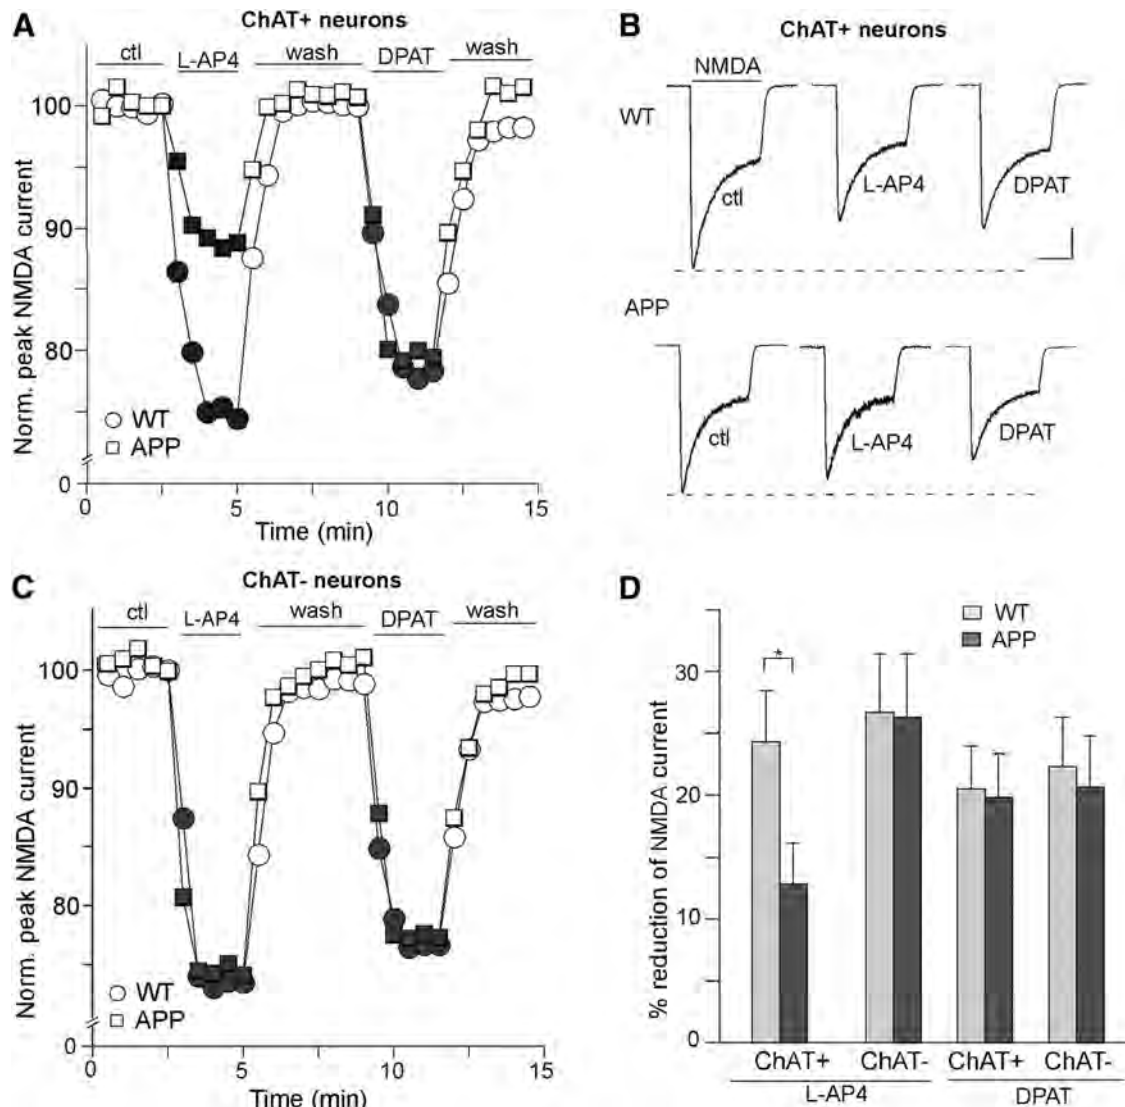 A
ChAT+ neurons
ctl
L-AP4
wash
DPAT
wash
100
90
80
0
Norm. peak NMDA current
WT
APP
0 5 10 15
Time (min)
B
ChAT+ neurons
NMDA
WT
ctl
L-AP4
DPAT
APP
ctl
L-AP4
DPAT
C
ChAT- neurons
ctl
L-AP4
wash
DPAT
wash
100
90
80
0
Norm. peak NMDA current
WT
APP
0 5 10 15
Time (min)
D
WT
APP
*
30
20
10
0
% reduction of NMDA current
ChAT+ ChAT- ChAT+ ChAT-
L-AP4 DPAT